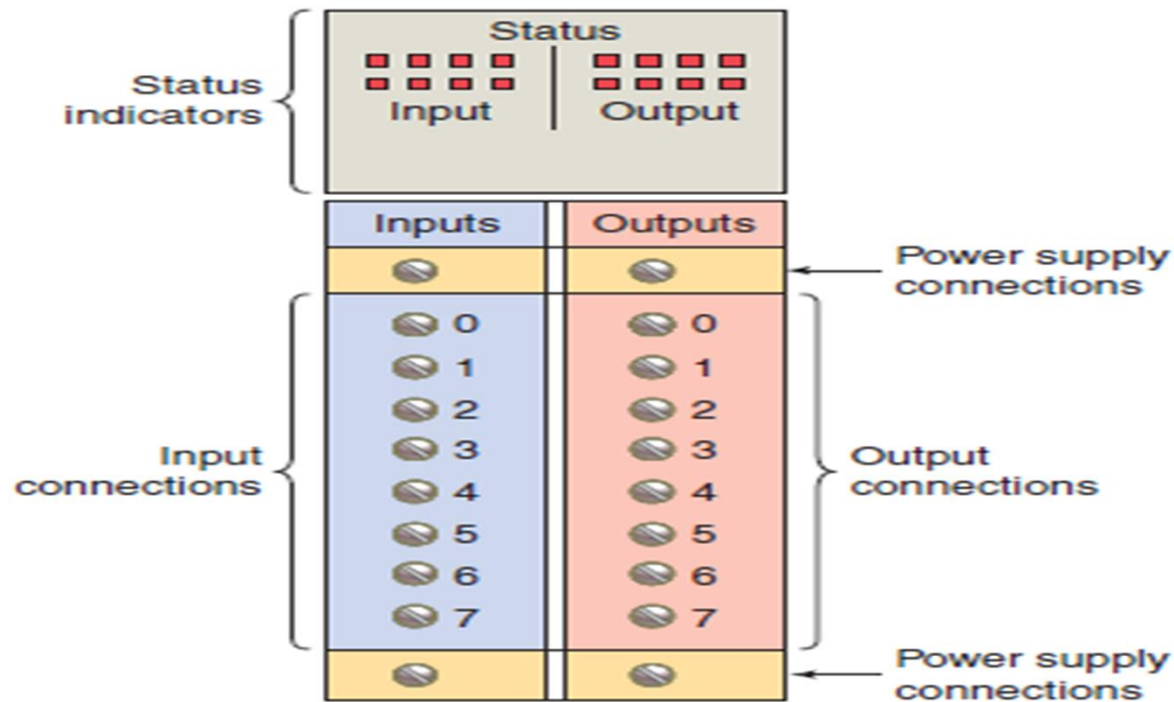 Status
Input
Output
Status
indicators
Inputs
Outputs
Power supply
connections
0
0
1
1
2
2
3
3
4
4
5
5
6
6
7
7
Input
connections
Output
connections
Power supply
connections